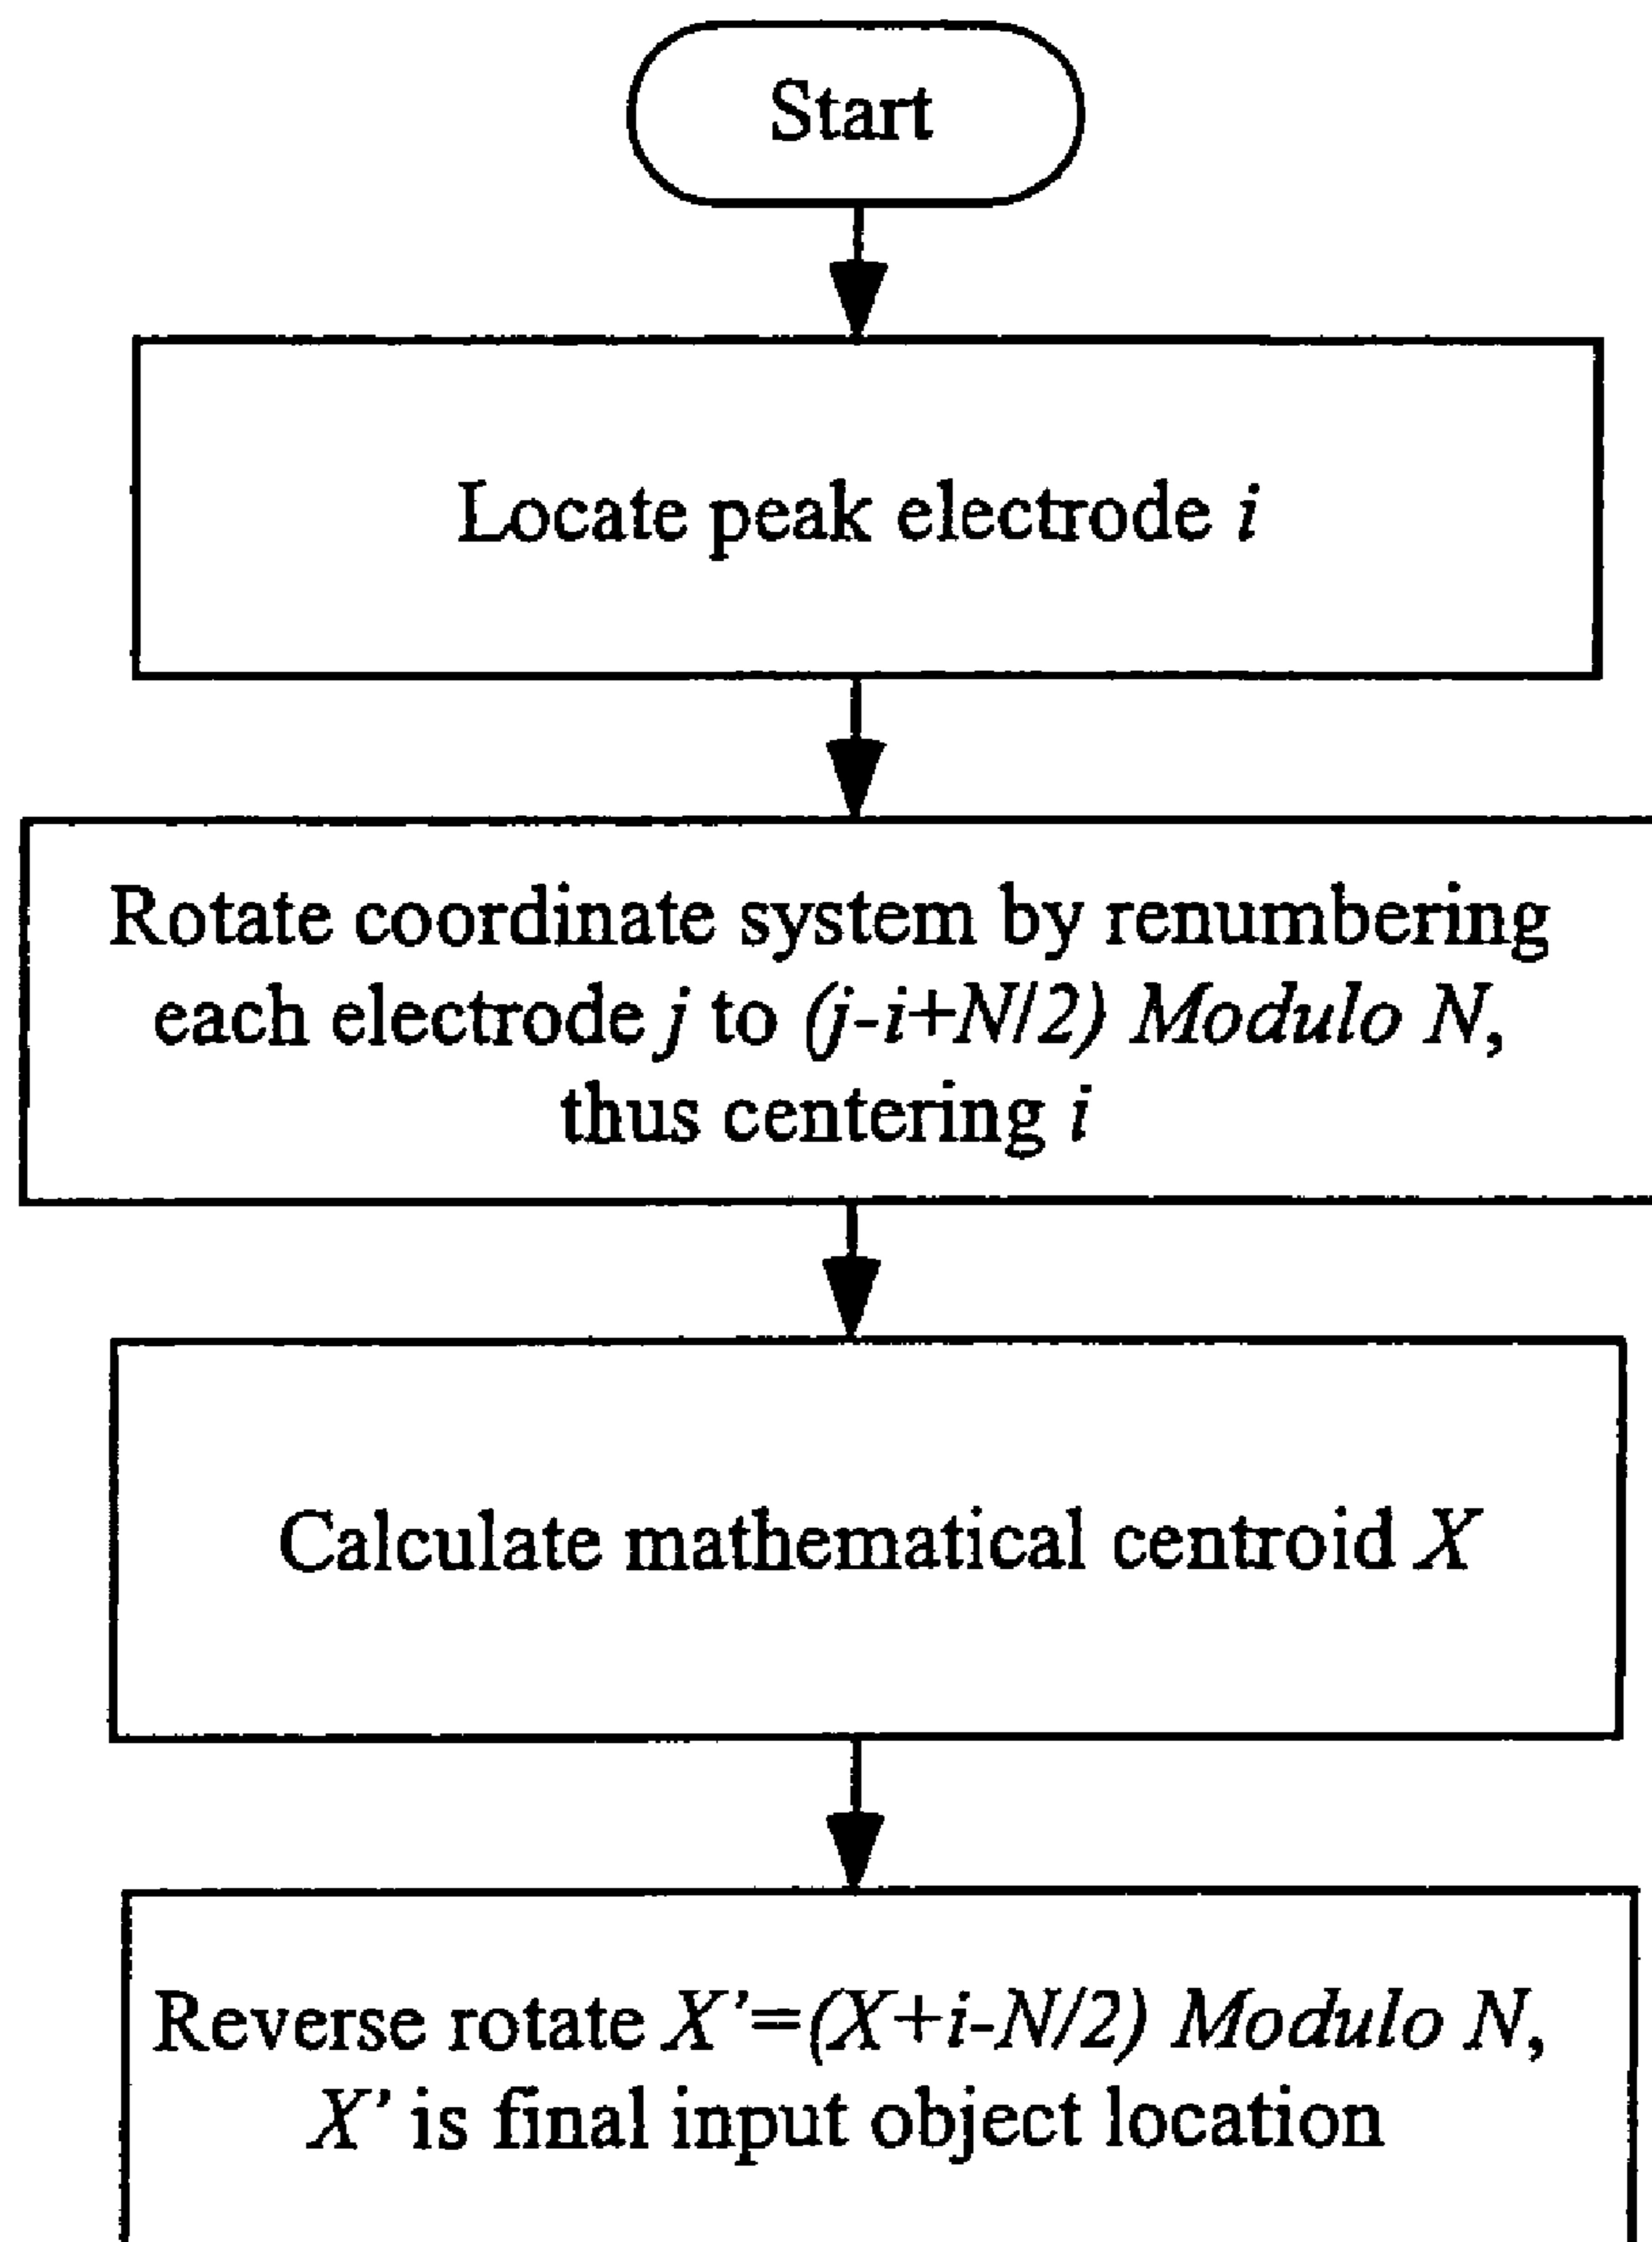 Start
Locate peak electrode i
Rotate coordinate system by renumbering
each electrode j to (j-i+N/2) Modulo N,
thus centering i
Calculate mathematical centroid X
Reverse rotate X’=(X+i-N/2) Modulo N,
X’ is final input object location